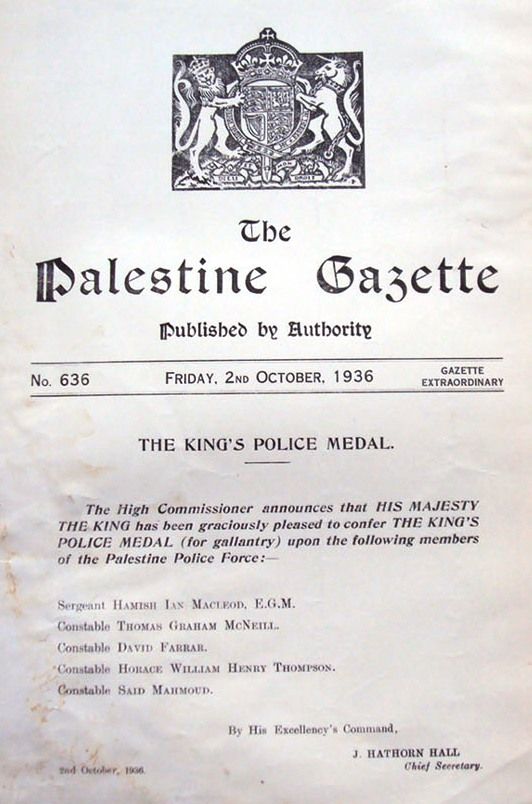 DIEU ET MON DROIT
The
Palestine Gazette
Published by Authority
No. 636 FRIDAY, 2ND OCTOBER, 1936 GAZETTE EXTRAORDINARY
THE KING'S POLICE MEDAL.
The High Commissioner announces that HIS MAJESTY
THE KING has been graciously pleased to confer THE KING'S
POLICE MEDAL (for gallantry) upon the following members
of the Palestine Police Force:—
Sergeant HAMISH IAN MACLEOD, E.G.M.
Constable THOMAS GRAHAM MCNEILL.
Constable DAVID FARRAR.
Constable HORACE WILLIAM HENRY THOMPSON.
Constable SAID MAHMOUD.
By His Excellency's Command,
J. HATHORN HALL
Chief Secretary.
2nd October, 1936.